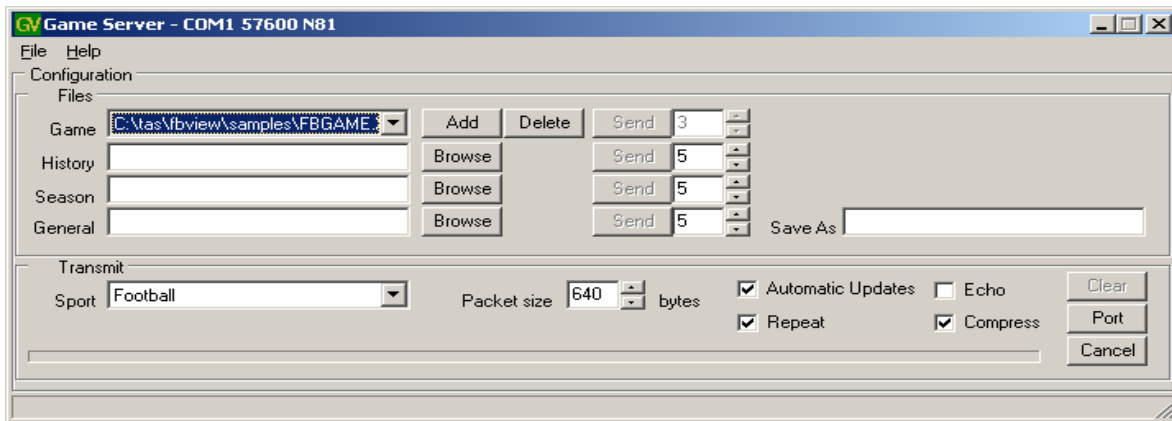 GV Game Server - COM1 57600 N81
File Help
Configuration
Files
Game C:\tas\fbview\samples\FBGAME. Add Delete Send 3
History Browse Send 5
Season Browse Send 5
General Browse Send 5 Save As
Transmit
Sport Football Packet size 640 bytes Automatic Updates Echo Clear
Repeat Compress Port
Cancel